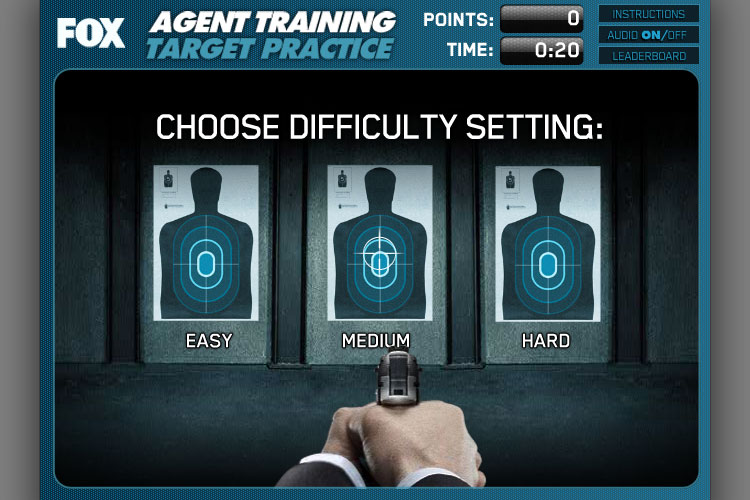 FOX
AGENT TRAINING
TARGET PRACTICE
POINTS: 0
TIME: 0:20
INSTRUCTIONS
AUDIO ON/OFF
LEADERBOARD
CHOOSE DIFFICULTY SETTING:
EASY
MEDIUM
HARD